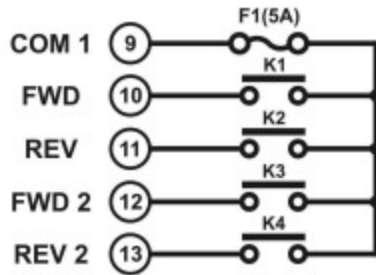 F1(5A)
COM 1 9
K1
FWD 10
K2
REV 11
K3
FWD 2 12
K4
REV 2 13